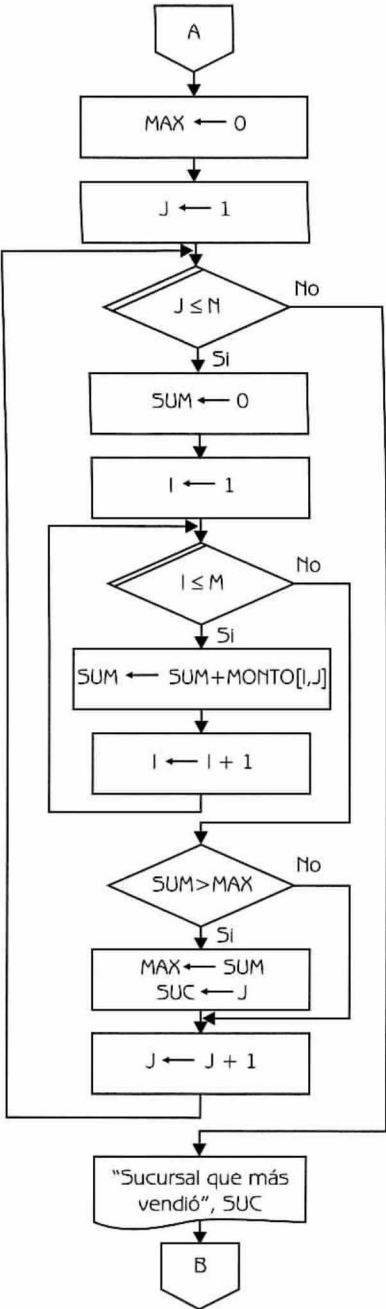 A
MAX ← 0
J ← 1
J ≤ N
No
Si
SUM ← 0
I ← 1
I ≤ M
No
Si
SUM ← SUM+MONTO[I,J]
I ← I + 1
SUM>MAX
No
Si
MAX ← SUM
SUC ← J
J ← J + 1
"Sucursal que más
vendió", SUC
B